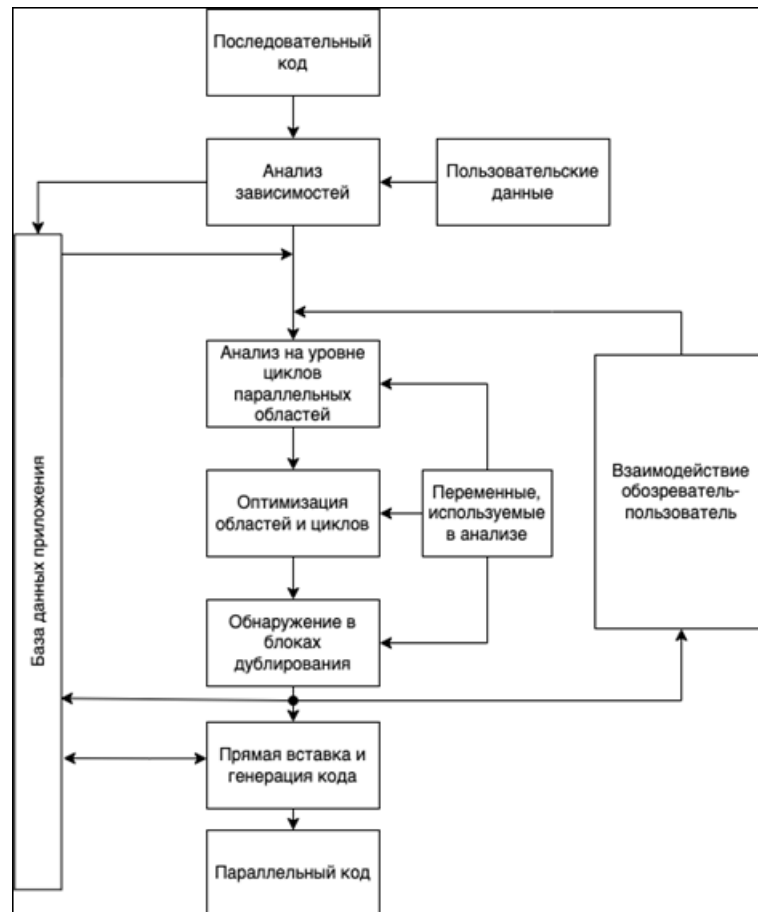 Последовательный
код
Анализ
зависимостей
Пользовательские
данные
База данных приложения
Анализ на уровне
циклов
параллельных
областей
Оптимизация
областей и циклов
Переменные,
используемые
в анализе
Взаимодействие
обозреватель-
пользователь
Обнаружение в
блоках
дублирования
Прямая вставка и
генерация кода
Параллельный код